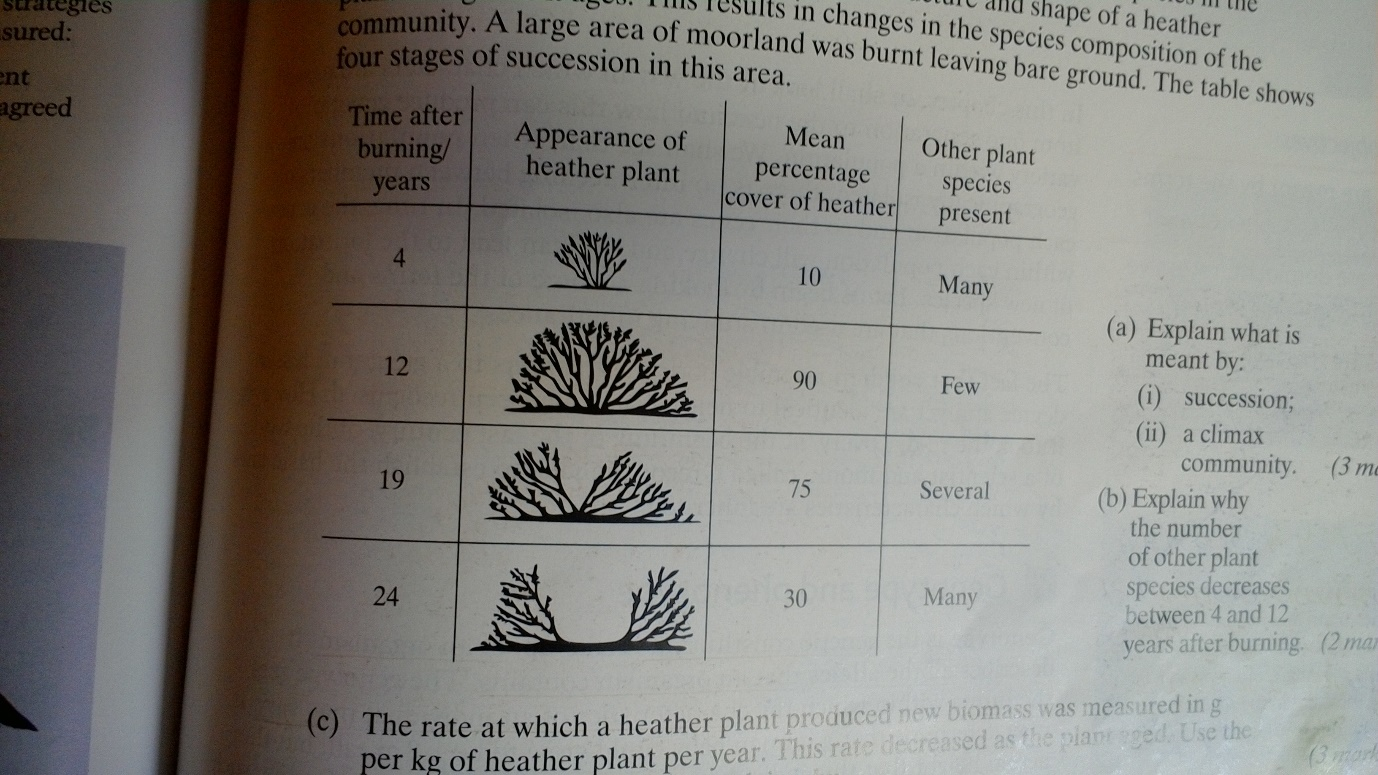 strategies
sured:
ent
agreed
and shape of a heather
results in changes in the species composition of the
community. A large area of moorland was burnt leaving bare ground. The table shows
four stages of succession in this area.
Time after
burning/
years
Appearance of
heather plant
Mean
percentage
cover of heather
Other plant
species
present
4
10
Many
12
90
Few
19
75
Several
24
30
Many
(a) Explain what is
meant by:
(i) succession;
(ii) a climax
community. (3
(b) Explain why
the number
of other plant
species decreases
between 4 and 12
years after burning. (2
(c) The rate at which a heather plant produced new biomass was measured in g
per kg of heather plant per year. This rate decreased as the plant aged. Use the
(3